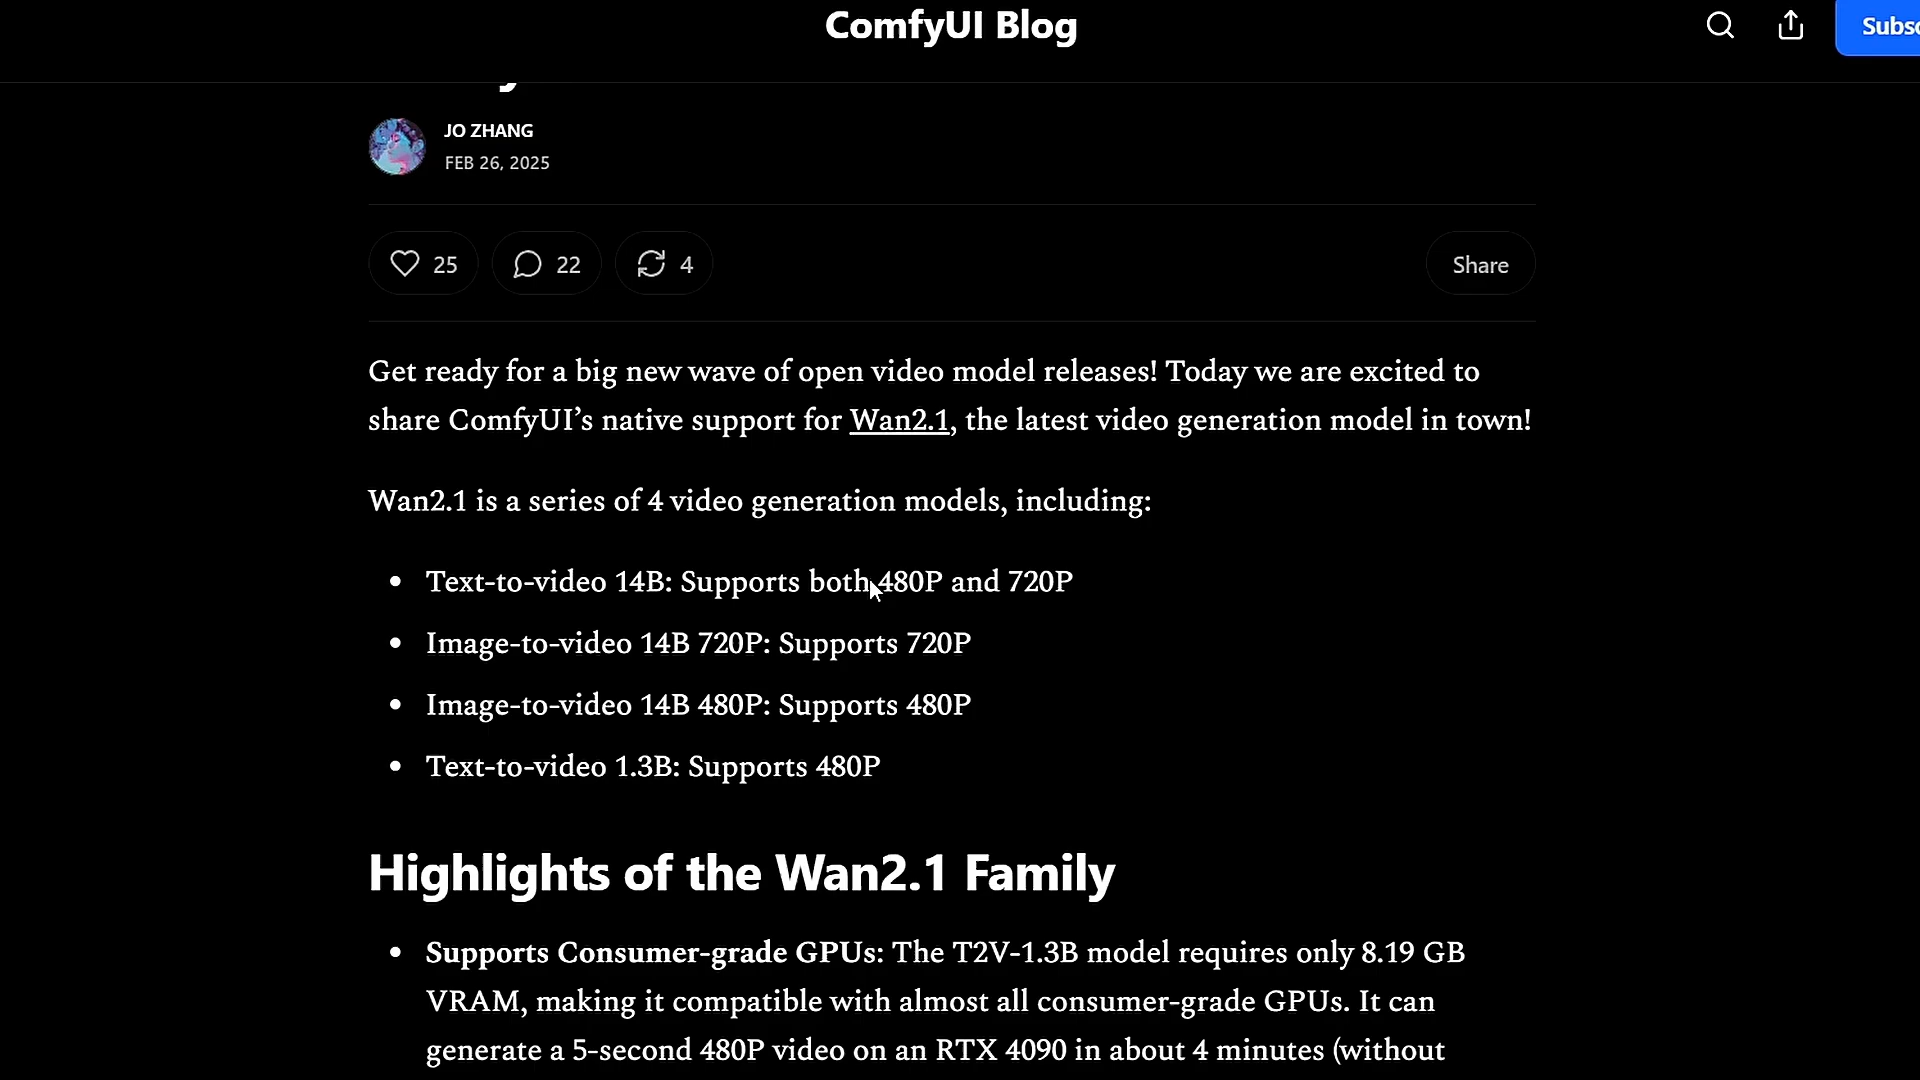 ComfyUI Blog
JO ZHANG
FEB 26, 2025
25
22
4
Share
Get ready for a big new wave of open video model releases! Today we are excited to
share ComfyUI’s native support for Wan2.1, the latest video generation model in town!
Wan2.1 is a series of 4 video generation models, including:
Text-to-video 14B: Supports both 480P and 720P
Image-to-video 14B 720P: Supports 720P
Image-to-video 14B 480P: Supports 480P
Text-to-video 1.3B: Supports 480P
Highlights of the Wan2.1 Family
Supports Consumer-grade GPUs: The T2V-1.3B model requires only 8.19 GB
VRAM, making it compatible with almost all consumer-grade GPUs. It can
generate a 5-second 480P video on an RTX 4090 in about 4 minutes (without